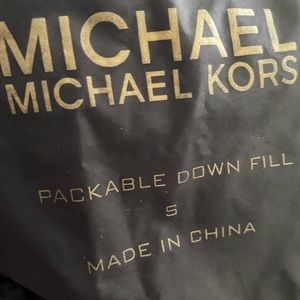 MICHAEL
MICHAEL KORS
PACKABLE DOWN FILL
S
MADE IN CHINA